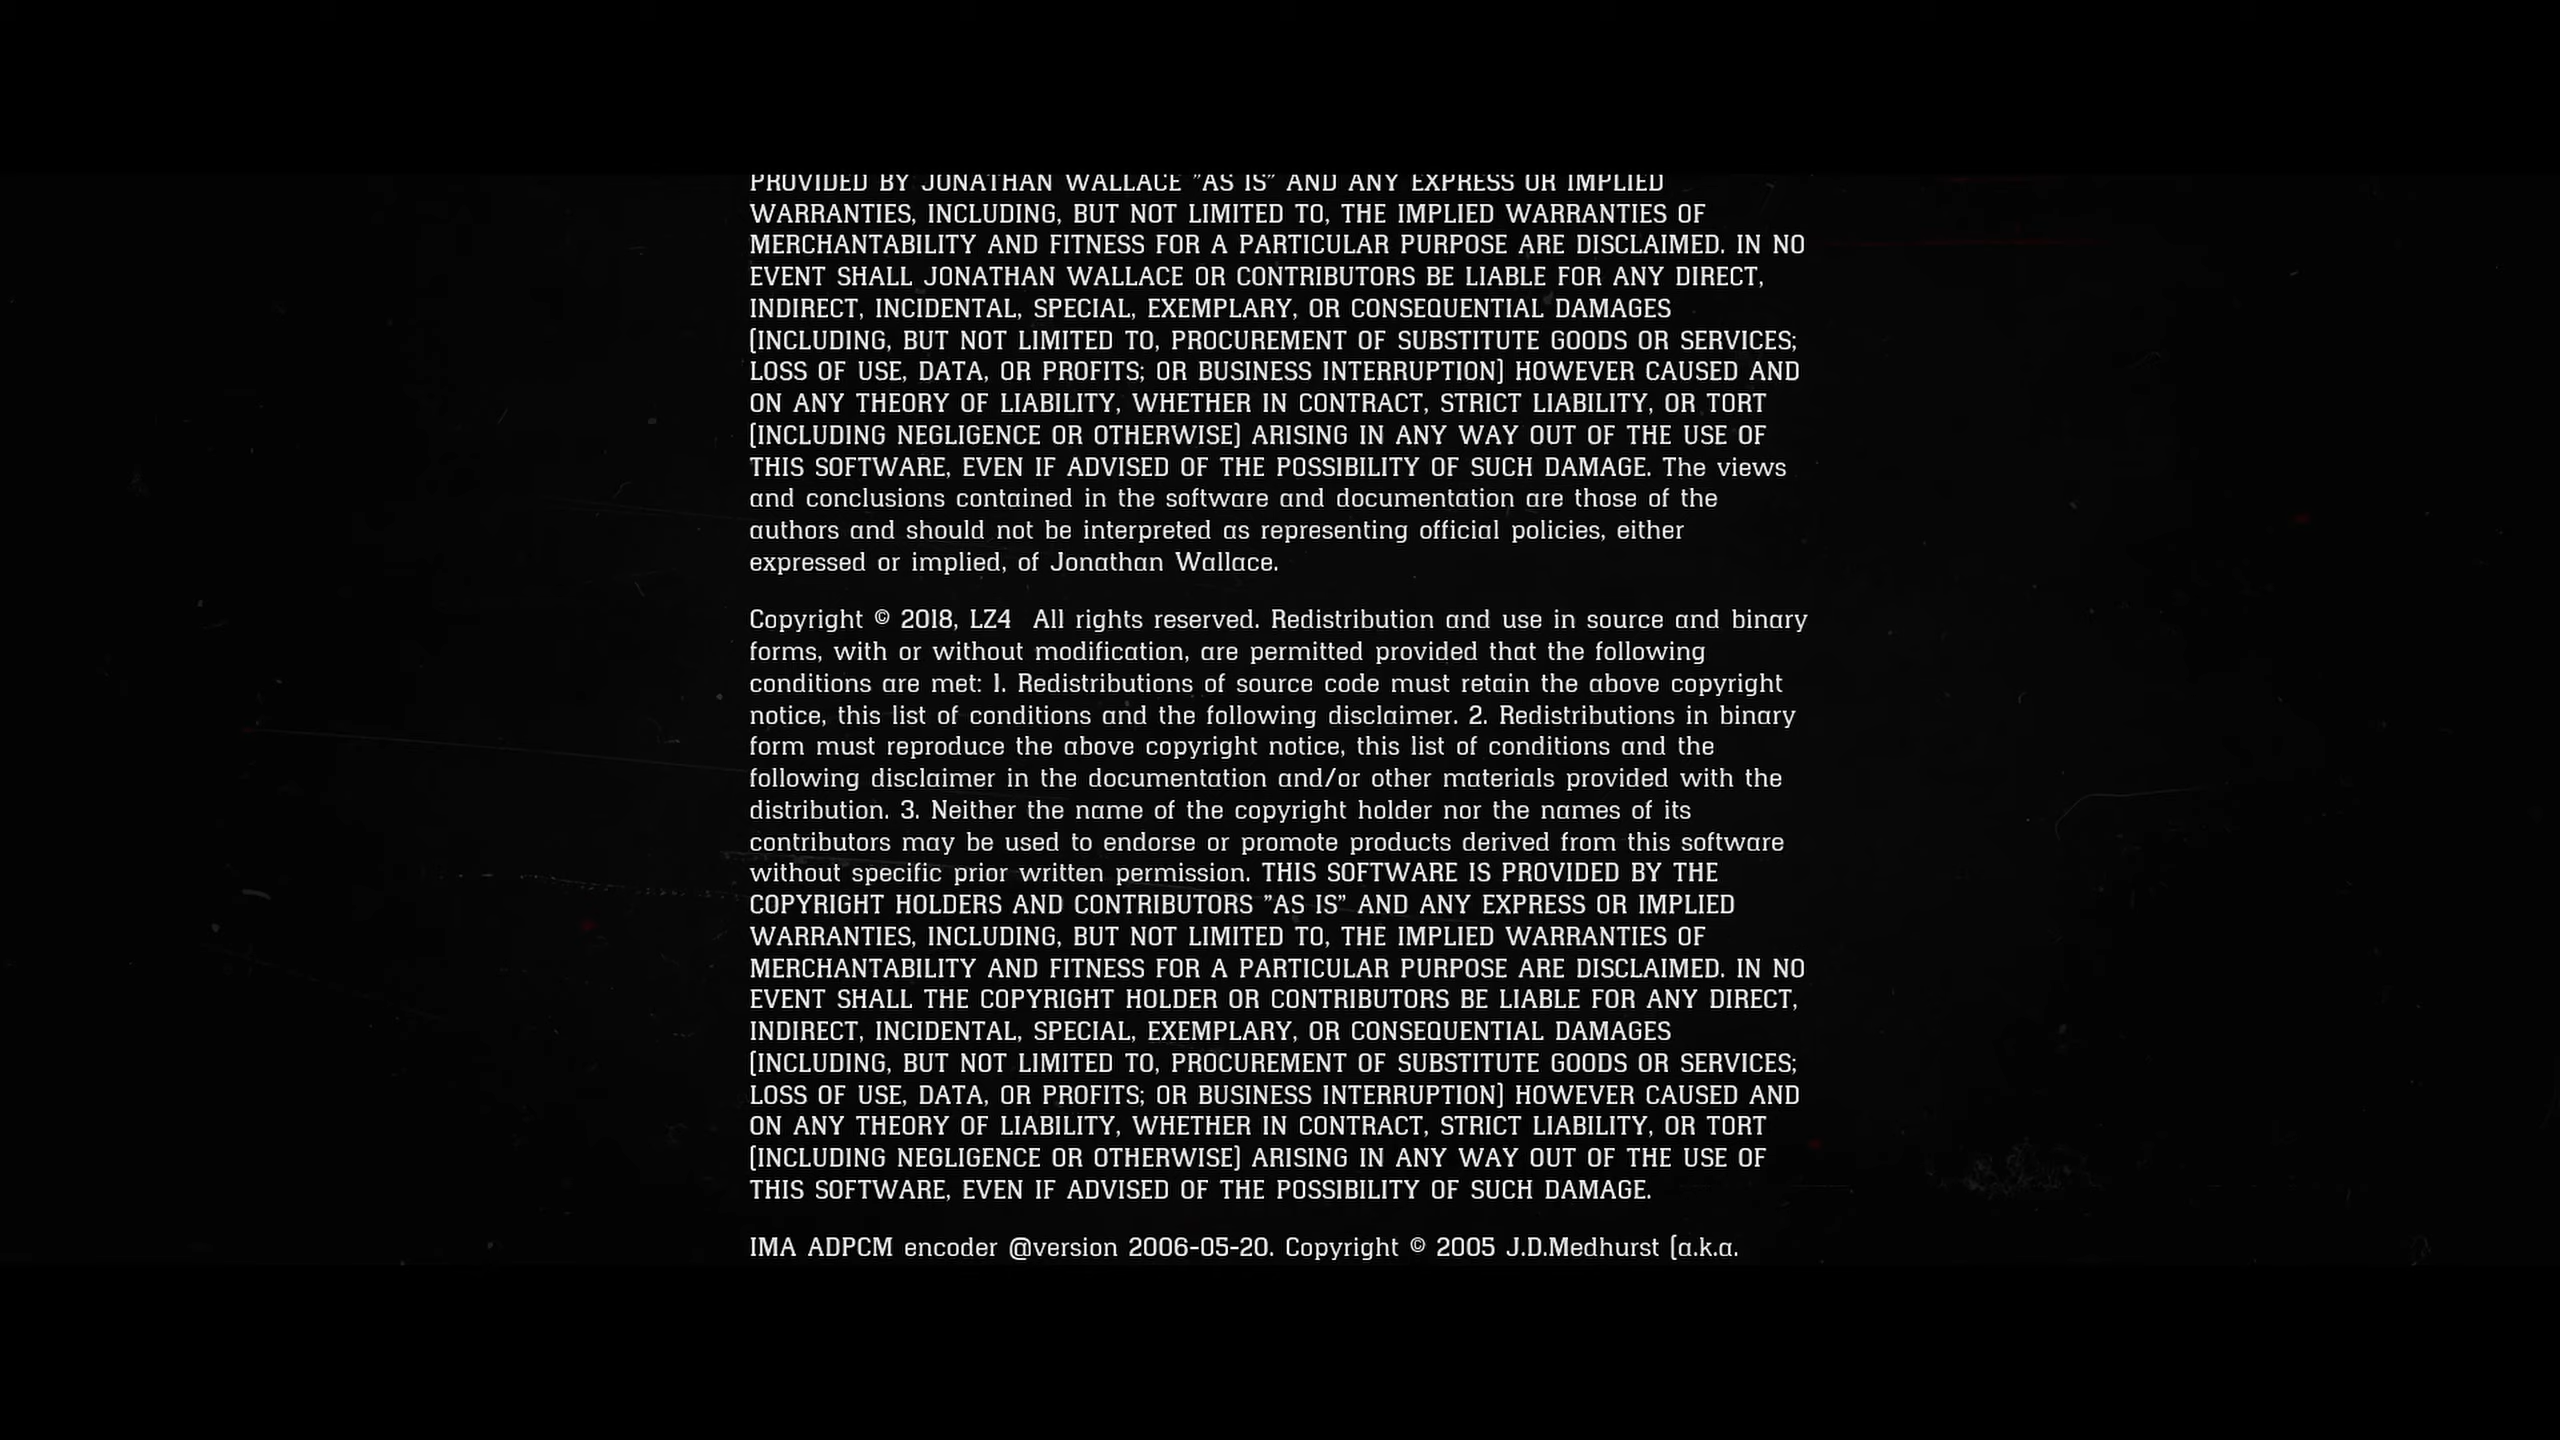 PROVIDED BY JONATHAN WALLACE ”AS IS” AND ANY EXPRESS OR IMPLIED
WARRANTIES, INCLUDING, BUT NOT LIMITED TO, THE IMPLIED WARRANTIES OF
MERCHANTABILITY AND FITNESS FOR A PARTICULAR PURPOSE ARE DISCLAIMED. IN NO
EVENT SHALL JONATHAN WALLACE OR CONTRIBUTORS BE LIABLE FOR ANY DIRECT,
INDIRECT, INCIDENTAL, SPECIAL, EXEMPLARY, OR CONSEQUENTIAL DAMAGES
(INCLUDING, BUT NOT LIMITED TO, PROCUREMENT OF SUBSTITUTE GOODS OR SERVICES;
LOSS OF USE, DATA, OR PROFITS; OR BUSINESS INTERRUPTION) HOWEVER CAUSED AND
ON ANY THEORY OF LIABILITY, WHETHER IN CONTRACT, STRICT LIABILITY, OR TORT
(INCLUDING NEGLIGENCE OR OTHERWISE) ARISING IN ANY WAY OUT OF THE USE OF
THIS SOFTWARE, EVEN IF ADVISED OF THE POSSIBILITY OF SUCH DAMAGE. The views
and conclusions contained in the software and documentation are those of the
authors and should not be interpreted as representing official policies, either
expressed or implied, of Jonathan Wallace.
Copyright © 2018, LZ4  All rights reserved. Redistribution and use in source and binary
forms, with or without modification, are permitted provided that the following
conditions are met: 1. Redistributions of source code must retain the above copyright
notice, this list of conditions and the following disclaimer. 2. Redistributions in binary
form must reproduce the above copyright notice, this list of conditions and the
following disclaimer in the documentation and/or other materials provided with the
distribution. 3. Neither the name of the copyright holder nor the names of its
contributors may be used to endorse or promote products derived from this software
without specific prior written permission. THIS SOFTWARE IS PROVIDED BY THE
COPYRIGHT HOLDERS AND CONTRIBUTORS ”AS IS” AND ANY EXPRESS OR IMPLIED
WARRANTIES, INCLUDING, BUT NOT LIMITED TO, THE IMPLIED WARRANTIES OF
MERCHANTABILITY AND FITNESS FOR A PARTICULAR PURPOSE ARE DISCLAIMED. IN NO
EVENT SHALL THE COPYRIGHT HOLDER OR CONTRIBUTORS BE LIABLE FOR ANY DIRECT,
INDIRECT, INCIDENTAL, SPECIAL, EXEMPLARY, OR CONSEQUENTIAL DAMAGES
(INCLUDING, BUT NOT LIMITED TO, PROCUREMENT OF SUBSTITUTE GOODS OR SERVICES;
LOSS OF USE, DATA, OR PROFITS; OR BUSINESS INTERRUPTION) HOWEVER CAUSED AND
ON ANY THEORY OF LIABILITY, WHETHER IN CONTRACT, STRICT LIABILITY, OR TORT
(INCLUDING NEGLIGENCE OR OTHERWISE) ARISING IN ANY WAY OUT OF THE USE OF
THIS SOFTWARE, EVEN IF ADVISED OF THE POSSIBILITY OF SUCH DAMAGE.
IMA ADPCM encoder @version 2006-05-20. Copyright © 2005 J.D.Medhurst (a.k.a.